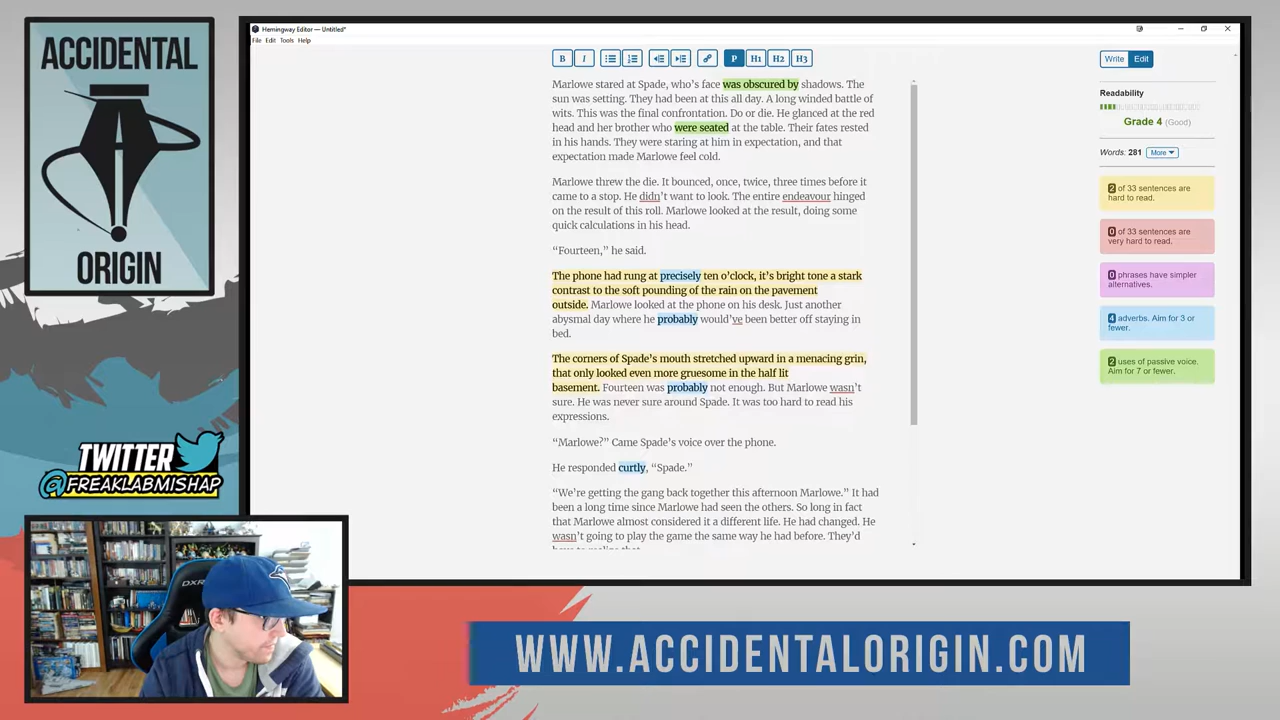 ACCIDENTAL
ORIGIN
TWITTER
@FREAKLABMISHAP
Hemingway Editor — Untitled*
File Edit Tools Help
B I P H1 H2 H3
Marlowe stared at Spade, who's face was obscured by shadows. The
sun was setting. They had been at this all day. A long winded battle of
wits. This was the final confrontation. Do or die. He glanced at the red
head and her brother who were seated at the table. Their fates rested
in his hands. They were staring at him in expectation, and that
expectation made Marlowe feel cold.
Marlowe threw the die. It bounced, once, twice, three times before it
came to a stop. He didn't want to look. The entire endeavour hinged
on the result of this roll. Marlowe looked at the result, doing some
quick calculations in his head.
“Fourteen,” he said.
The phone had rung at precisely ten o'clock, it's bright tone a stark
contrast to the soft pounding of the rain on the pavement
outside. Marlowe looked at the phone on his desk. Just another
abysmal day where he probably would've been better off staying in
bed.
The corners of Spade's mouth stretched upward in a menacing grin,
that only looked even more gruesome in the half lit
basement. Fourteen was probably not enough. But Marlowe wasn't
sure. He was never sure around Spade. It was too hard to read his
expressions.
“Marlowe?” Came Spade's voice over the phone.
He responded curtly, “Spade.”
“We're getting the gang back together this afternoon Marlowe.” It had
been a long time since Marlowe had seen the others. So long in fact
that Marlowe almost considered it a different life. He had changed. He
wasn't going to play the game the same way he had before. They'd
have to realize that.
Write Edit
Readability
Grade 4 (Good)
Words: 281 More
2 of 33 sentences are
hard to read.
0 of 33 sentences are
very hard to read.
0 phrases have simpler
alternatives.
4 adverbs. Aim for 3 or
fewer.
2 uses of passive voice.
Aim for 7 or fewer.
DXR
WWW.ACCIDENTALORIGIN.COM